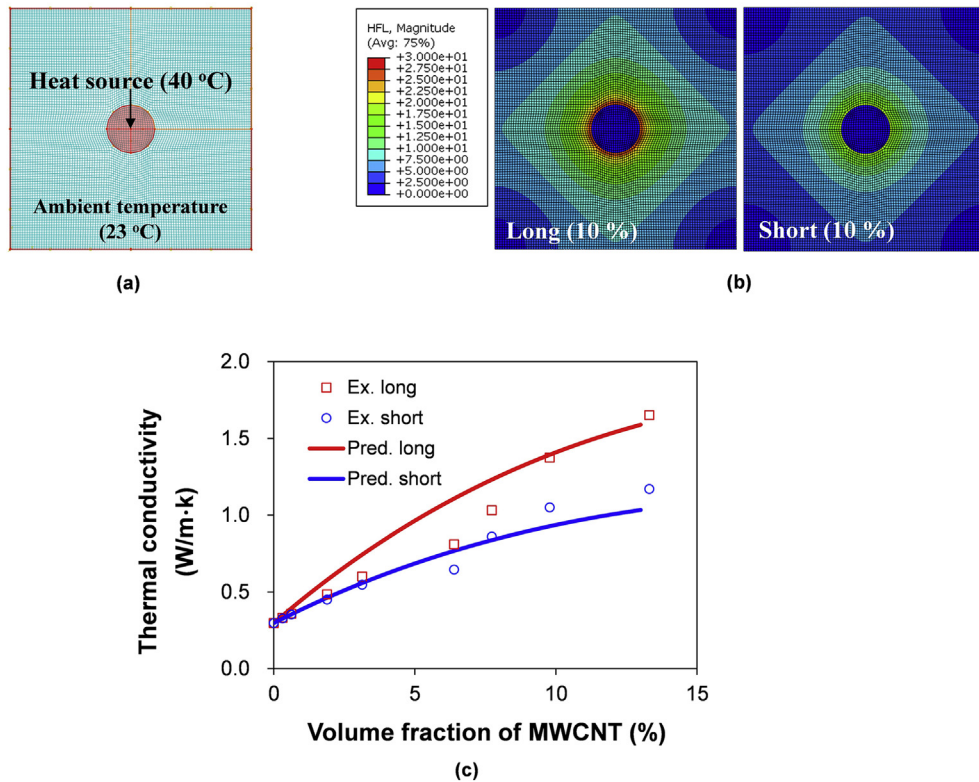 Heat source (40 °C)
Ambient temperature
(23 °C)
(a)
HFL, Magnitude
(Avg: 75%)
+3.000e+01
+2.750e+01
+2.500e+01
+2.250e+01
+2.000e+01
+1.750e+01
+1.500e+01
+1.250e+01
+1.000e+01
+7.500e+00
+5.000e+00
+2.500e+00
+0.000e+00
Long (10 %)
Short (10 %)
(b)
Thermal conductivity
(W/m·k)
2.0
1.5
1.0
0.5
0.0
Ex. long
Ex. short
Pred. long
Pred. short
0
5
10
15
Volume fraction of MWCNT (%)
(c)